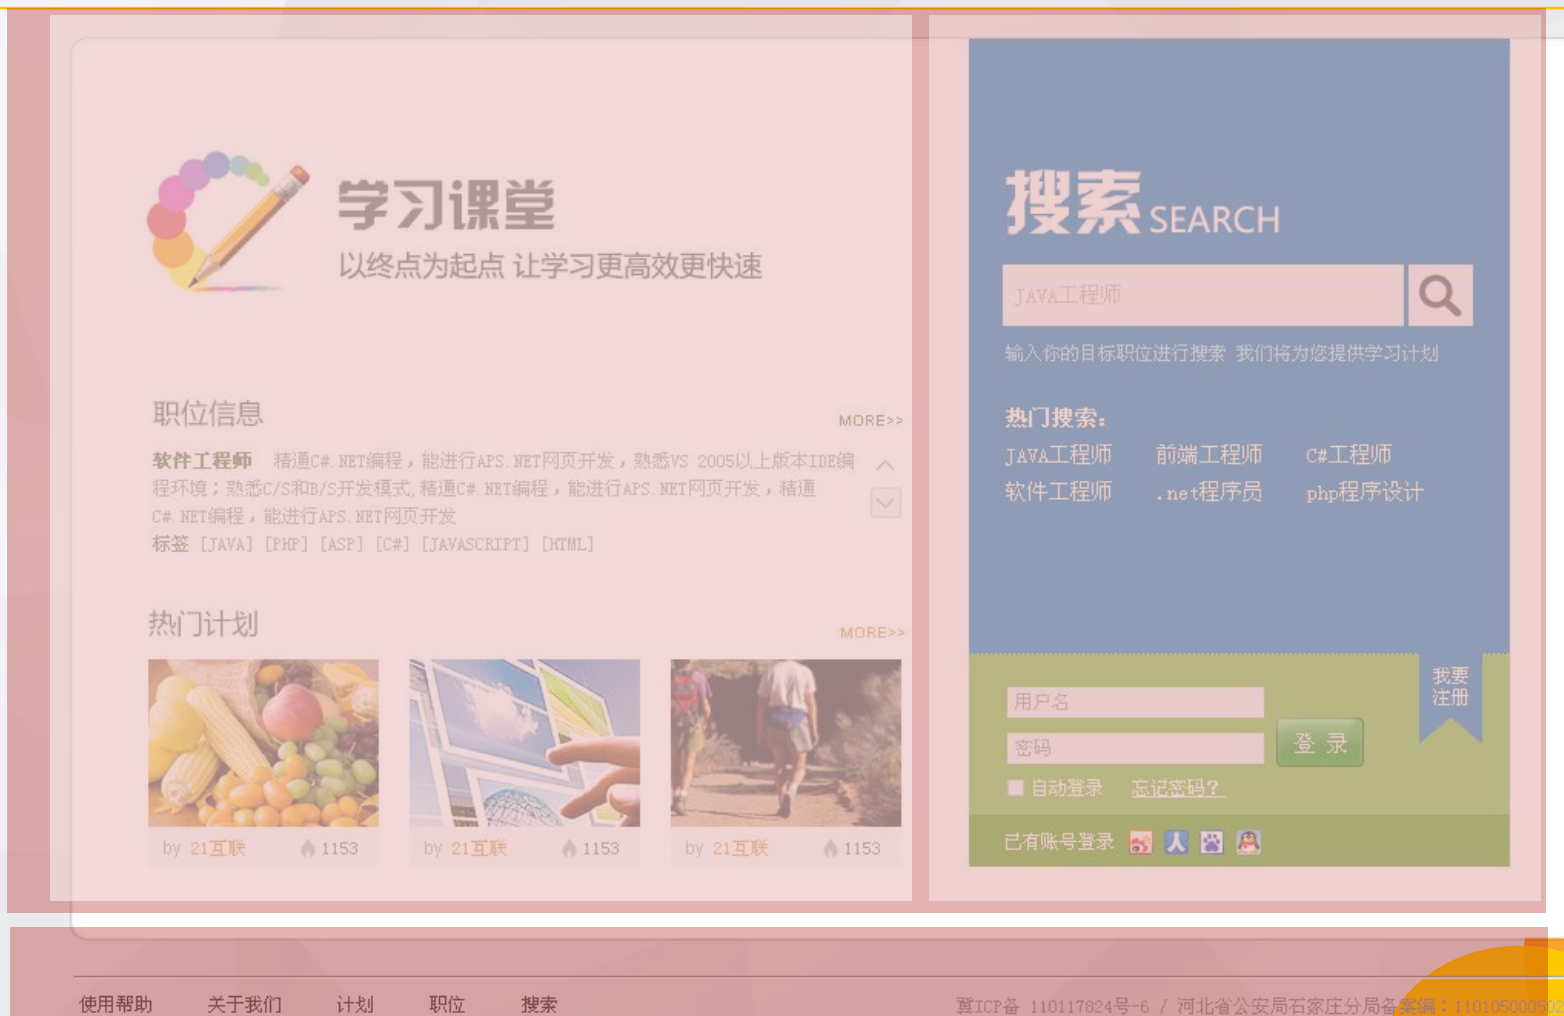 学习课堂
以终点为起点 让学习更高效更快速
职位信息
MORE>>
软件工程师 精通C#.NET编程，能进行APS.NET网页开发，熟悉VS 2005以上版本IDE编
程环境；熟悉C/S和B/S开发模式,精通C#.NET编程，能进行APS.NET网页开发，精通
C#.NET编程，能进行APS.NET网页开发
标签 [JAVA] [PHP] [ASP] [C#] [JAVASCRIPT] [HTML]
热门计划
MORE>>
by 21互联 1153
by 21互联 1153
by 21互联 1153
搜索 SEARCH
JAVA工程师
输入你的目标职位进行搜索 我们将为您提供学习计划
热门搜索：
JAVA工程师 前端工程师 C#工程师
软件工程师 .net程序员 php程序设计
我要
注册
用户名
密码
登 录
自动登录 忘记密码？
已有账号登录
使用帮助 关于我们 计划 职位 搜索
冀ICP备 110117824号-6 / 河北省公安局石家庄分局备案编：110105000502